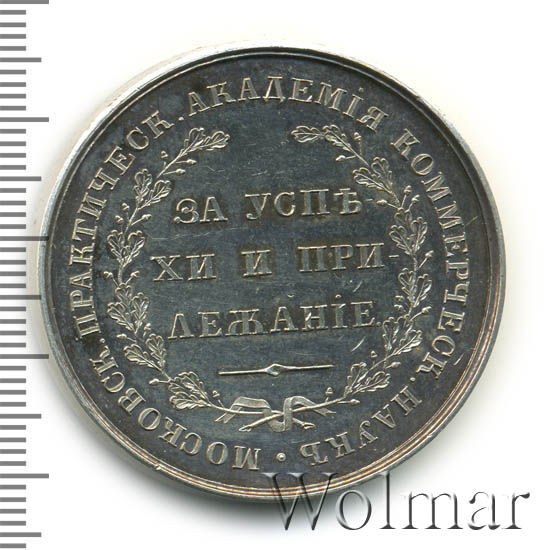 МОСКОВСК. ПРАКТИЧЕСК. АКАДЕМІЯ КОММЕРЧЕСК. НАУКЪ.
ЗА УСПѢ-
ХИ И ПРИ-
ЛЕЖАНІЕ
Wolmar